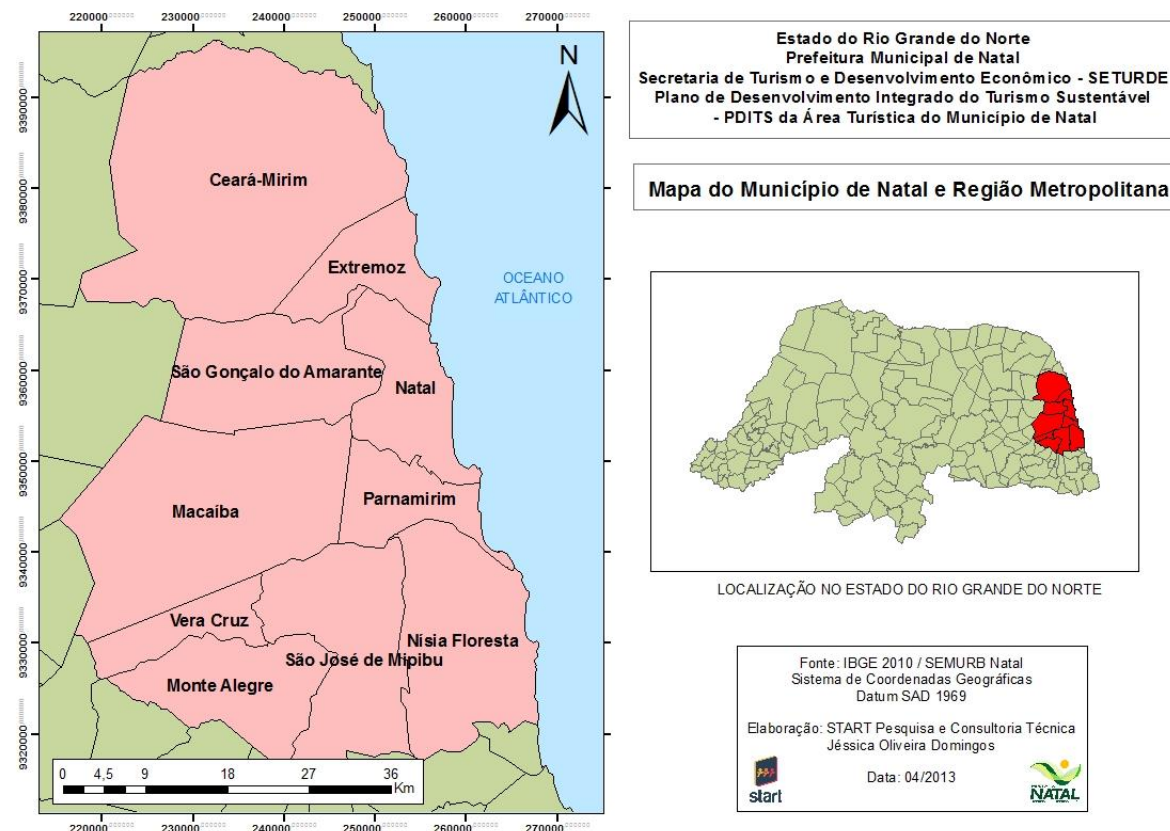 220000 230000 240000 250000 260000 270000
9390000
9380000
9370000
9360000
9350000
9340000
9330000
9320000
N
Ceará-Mirim
Extremoz
OCEANO
ATLÂNTICO
São Gonçalo do Amarante
Natal
Parnamirim
Macaíba
Vera Cruz
Nísia Floresta
São José de Mipibu
Monte Alegre
0 4,5 9 18 27 36
Km
220000 230000 240000 250000 260000 270000
Estado do Rio Grande do Norte
Prefeitura Municipal de Natal
Secretaria de Turismo e Desenvolvimento Econômico - SETURDE
Plano de Desenvolvimento Integrado do Turismo Sustentável
- PDITS da Área Turística do Município de Natal
Mapa do Município de Natal e Região Metropolitana
LOCALIZAÇÃO NO ESTADO DO RIO GRANDE DO NORTE
Fonte: IBGE 2010 / SEMURB Natal
Sistema de Coordenadas Geográficas
Datum SAD 1969
Elaboração: START Pesquisa e Consultoria Técnica
Jéssica Oliveira Domingos
Data: 04/2013
start
NATAL